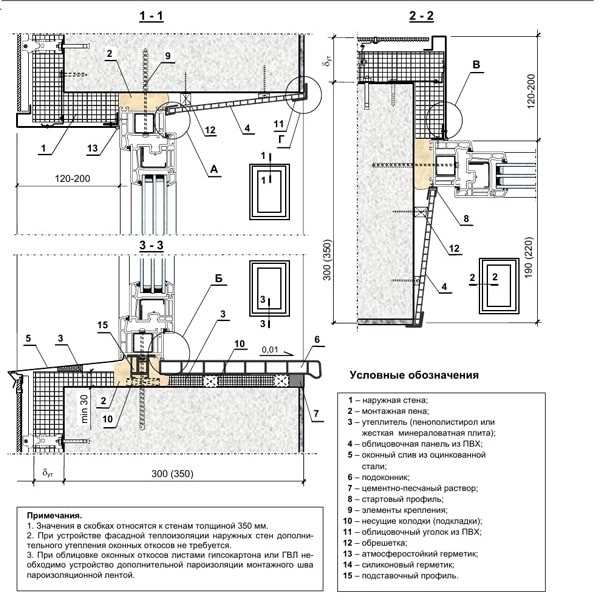 1 - 1
2 - 2
2
9
δут
В
120-200
12
4
11
Г
1
13
А
1
1
120-200
8
300 (350)
12
190 (220)
4
2
2
3 - 3
Б
3
3
5
3
15
3
10
6
0,01
min 30
2
10
7
δут
300 (350)
Условные обозначения
1 – наружная стена;
2 – монтажная пена;
3 – утеплитель (пенополистирол или
жесткая минераловатная плита);
4 – облицовочная панель из ПВХ;
5 – оконный слив из оцинкованной
стали;
6 – подоконник;
7 – цементно-песчаный раствор;
8 – стартовый профиль;
9 – элементы крепления;
10 – несущие колодки (подкладки);
11 – облицовочный уголок из ПВХ;
12 – обрешетка;
13 – атмосферостойкий герметик;
14 – силиконовый герметик;
15 – подставочный профиль.
Примечания.
1. Значения в скобках относятся к стенам толщиной 350 мм.
2. При устройстве фасадной теплоизоляции наружных стен дополни-
тельного утепления оконных откосов не требуется.
3. При облицовке оконных откосов листами гипсокартона или ГВЛ не-
обходимо устройство дополнительной пароизоляции монтажного шва
пароизоляционной лентой.